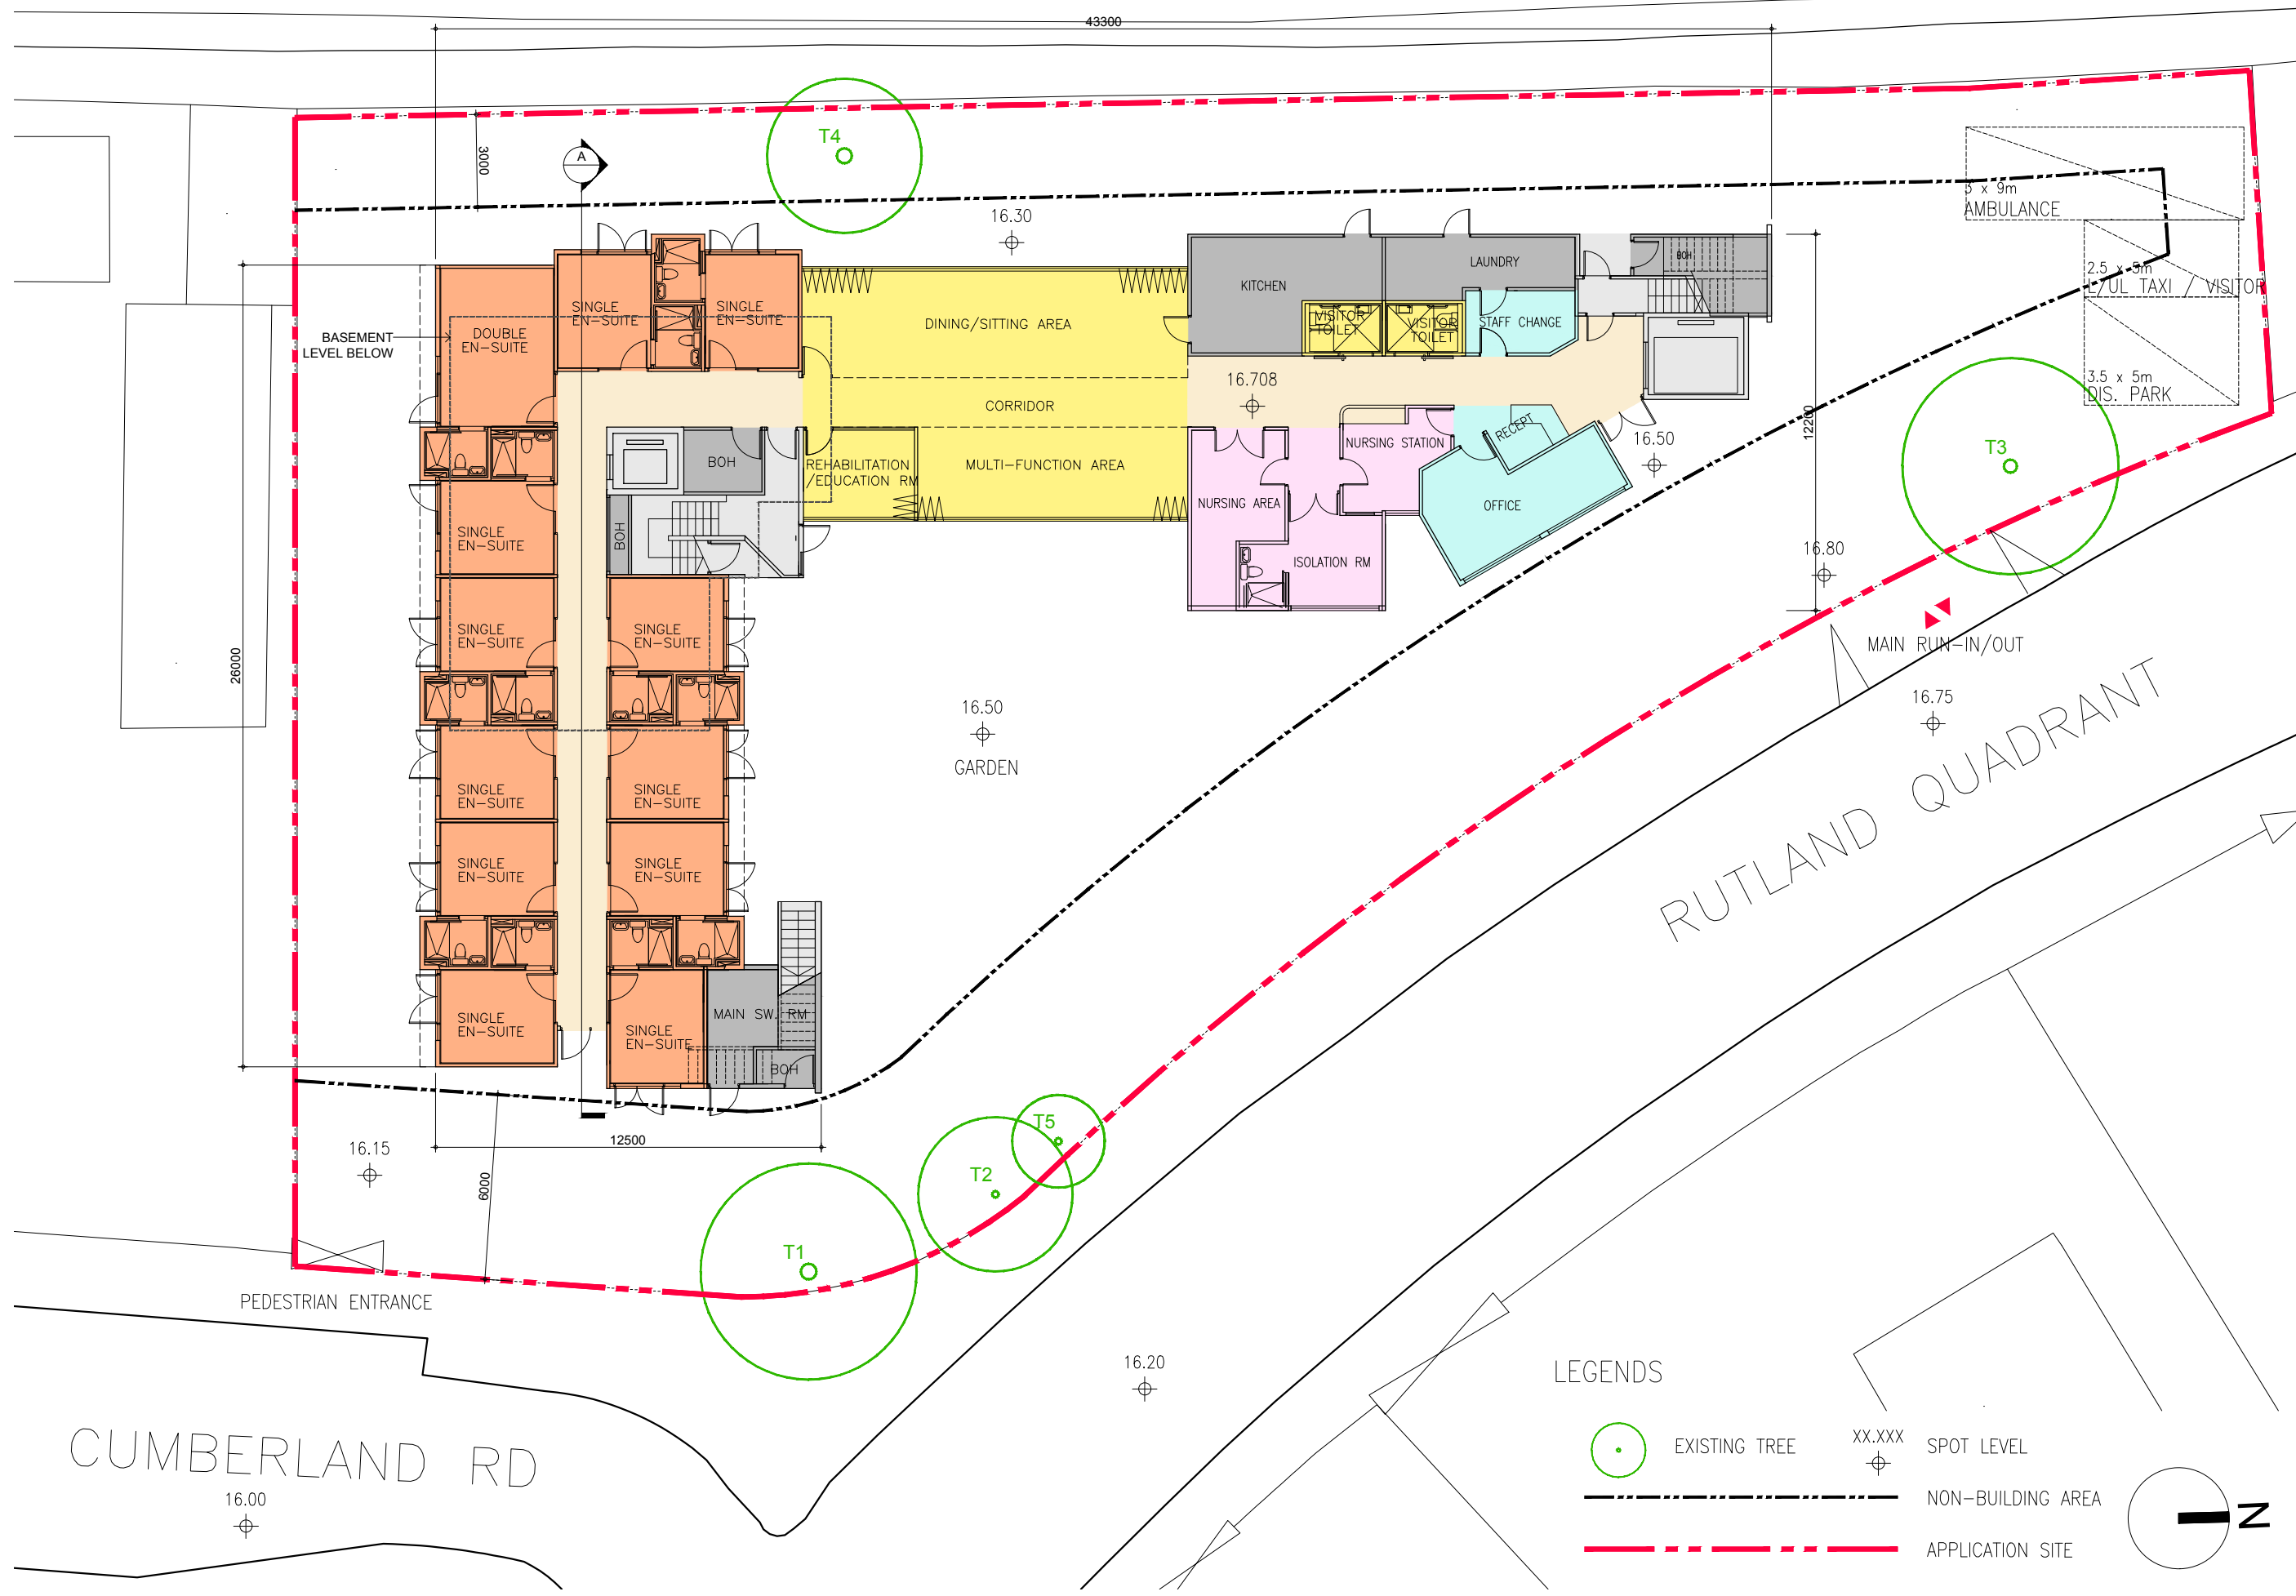 43300
T4
A
3000
3 x 9m
AMBULANCE
16.30
2.5 x 5m
L/UL TAXI / VISITOR
BOH
LAUNDRY
KITCHEN
SINGLE
EN-SUITE
SINGLE
EN-SUITE
DOUBLE
EN-SUITE
BASEMENT
LEVEL BELOW
DINING/SITTING AREA
VISITOR
TOILET
VISITOR
TOILET
STAFF CHANGE
16.708
3.5 x 5m
DIS. PARK
CORRIDOR
12200
RECEPT
NURSING STATION
16.50
T3
BOH
REHABILITATION
/EDUCATION RM
MULTI-FUNCTION AREA
NURSING AREA
OFFICE
BOH
SINGLE
EN-SUITE
ISOLATION RM
16.80
MAIN RUN-IN/OUT
SINGLE
EN-SUITE
SINGLE
EN-SUITE
26000
16.50
GARDEN
16.75
RUTLAND QUADRANT
SINGLE
EN-SUITE
SINGLE
EN-SUITE
SINGLE
EN-SUITE
SINGLE
EN-SUITE
SINGLE
EN-SUITE
SINGLE
EN-SUITE
MAIN SW. RM
BOH
12500
16.15
6000
T5
T2
T1
PEDESTRIAN ENTRANCE
16.20
CUMBERLAND RD
16.00
LEGENDS
EXISTING TREE
XX.XXX
SPOT LEVEL
NON-BUILDING AREA
APPLICATION SITE
N